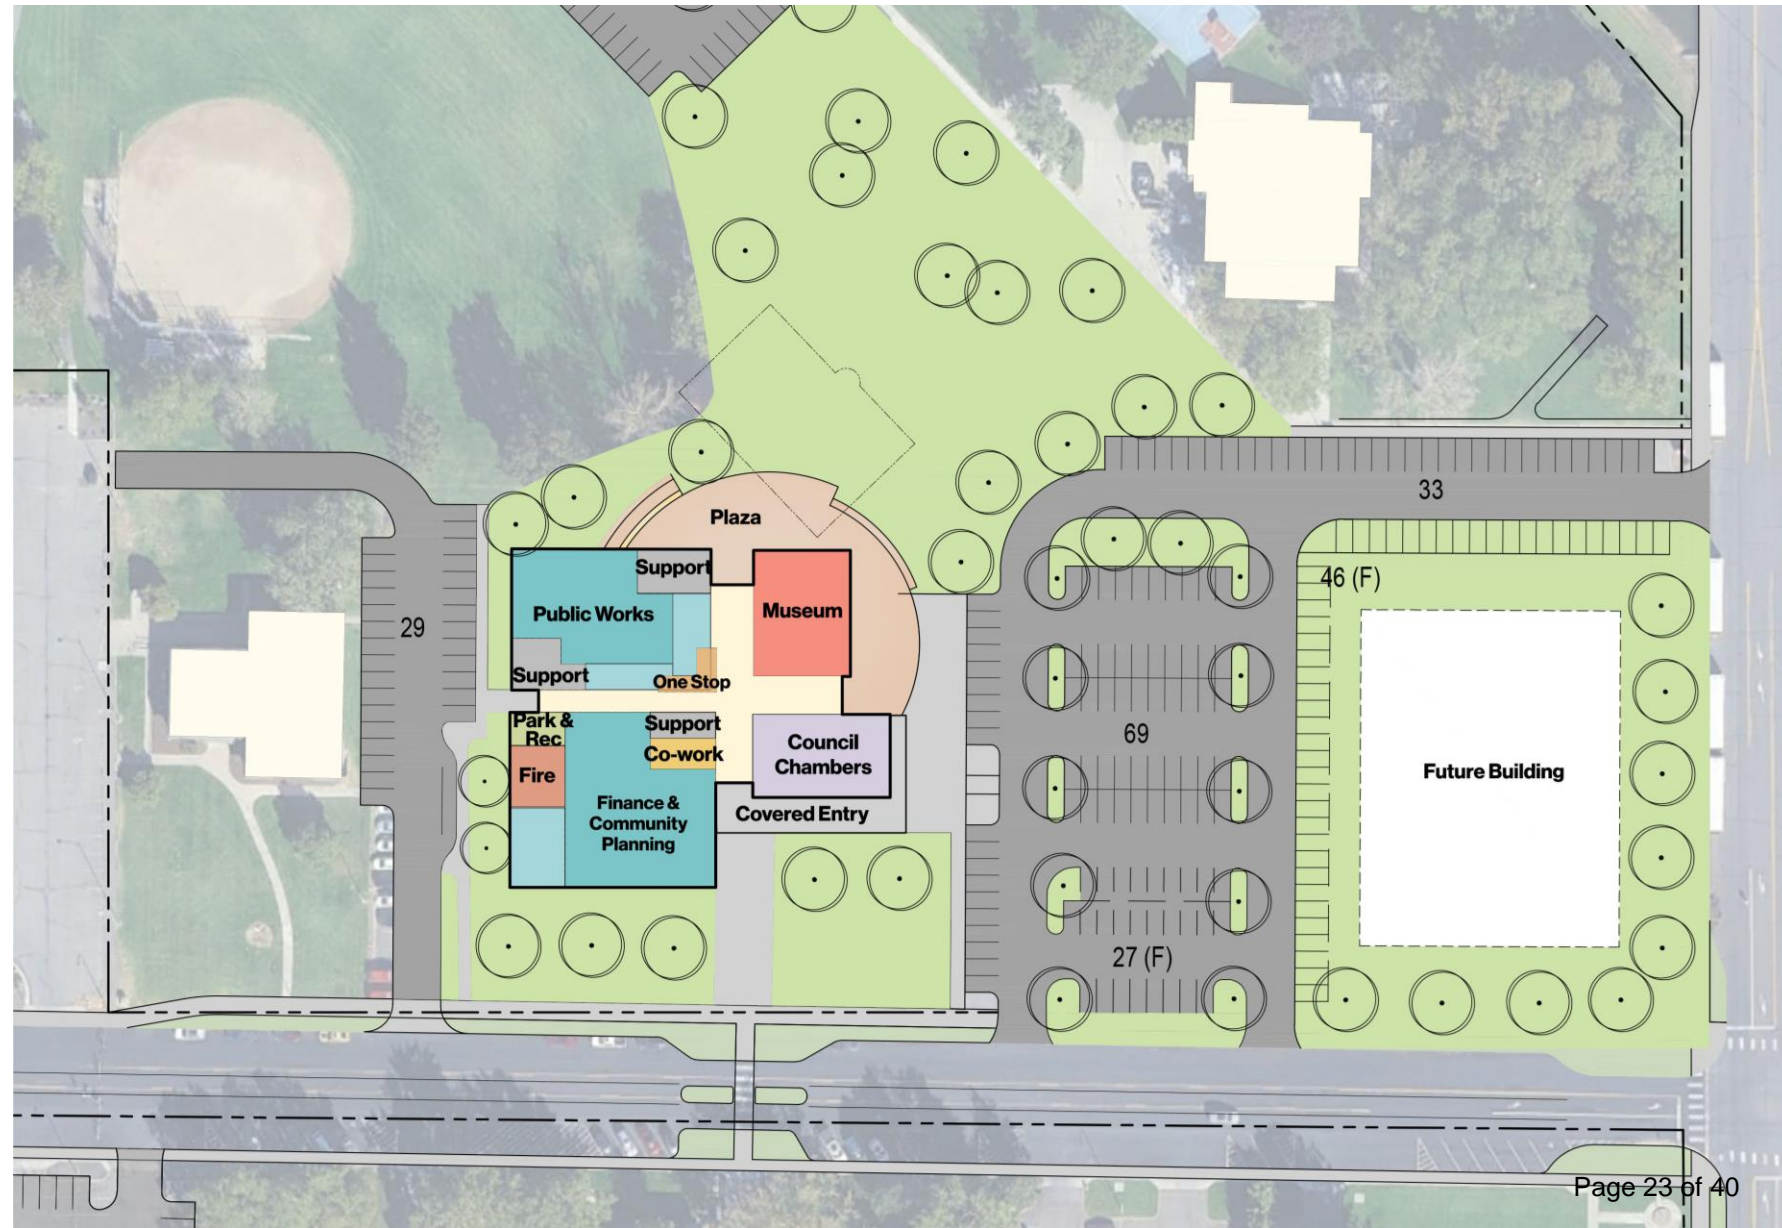 33
Plaza
Support
46 (F)
Public Works
Museum
29
Support
One Stop
Park &
Rec
Support
69
Council
Chambers
Co-work
Fire
Future Building
Finance &
Community
Planning
Covered Entry
27 (F)
Page 23 of 40